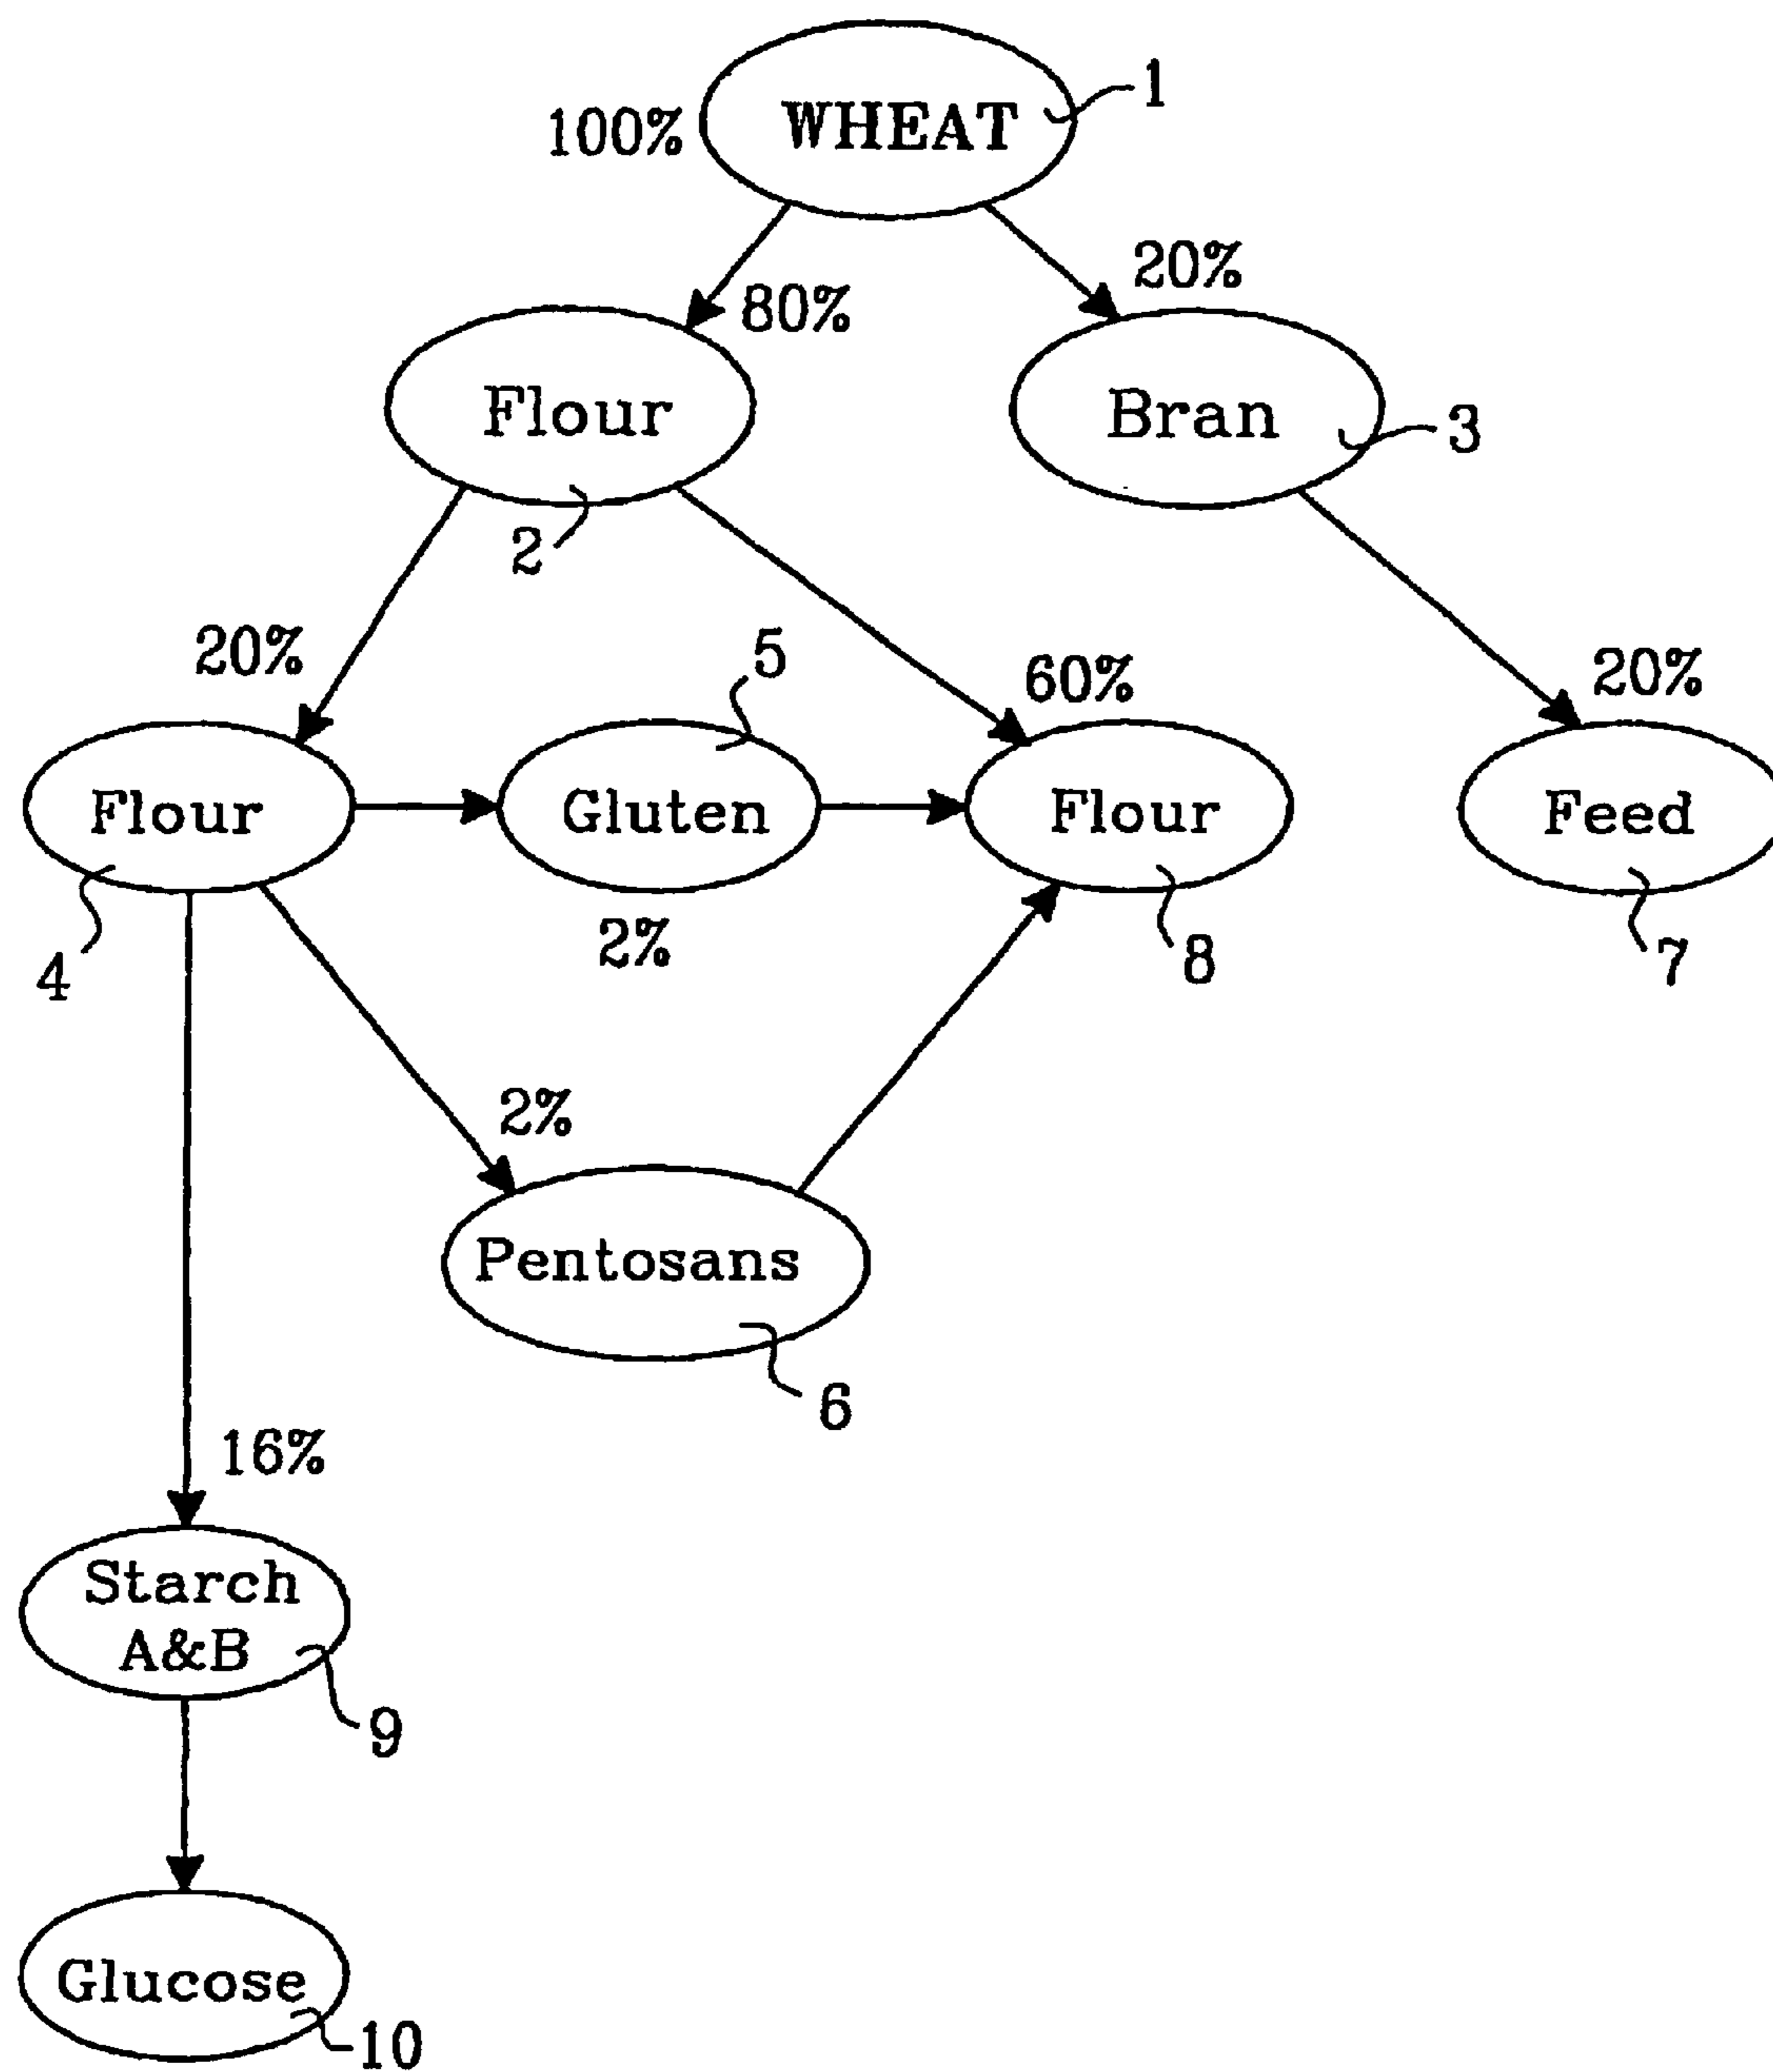 1
100%
WHEAT
20%
80%
Flour
Bran
3
2
20%
5
60%
20%
Flour
Gluten
Flour
Feed
4
2%
8
7
2%
Pentosans
6
16%
Starch
A&B
9
Glucose
10